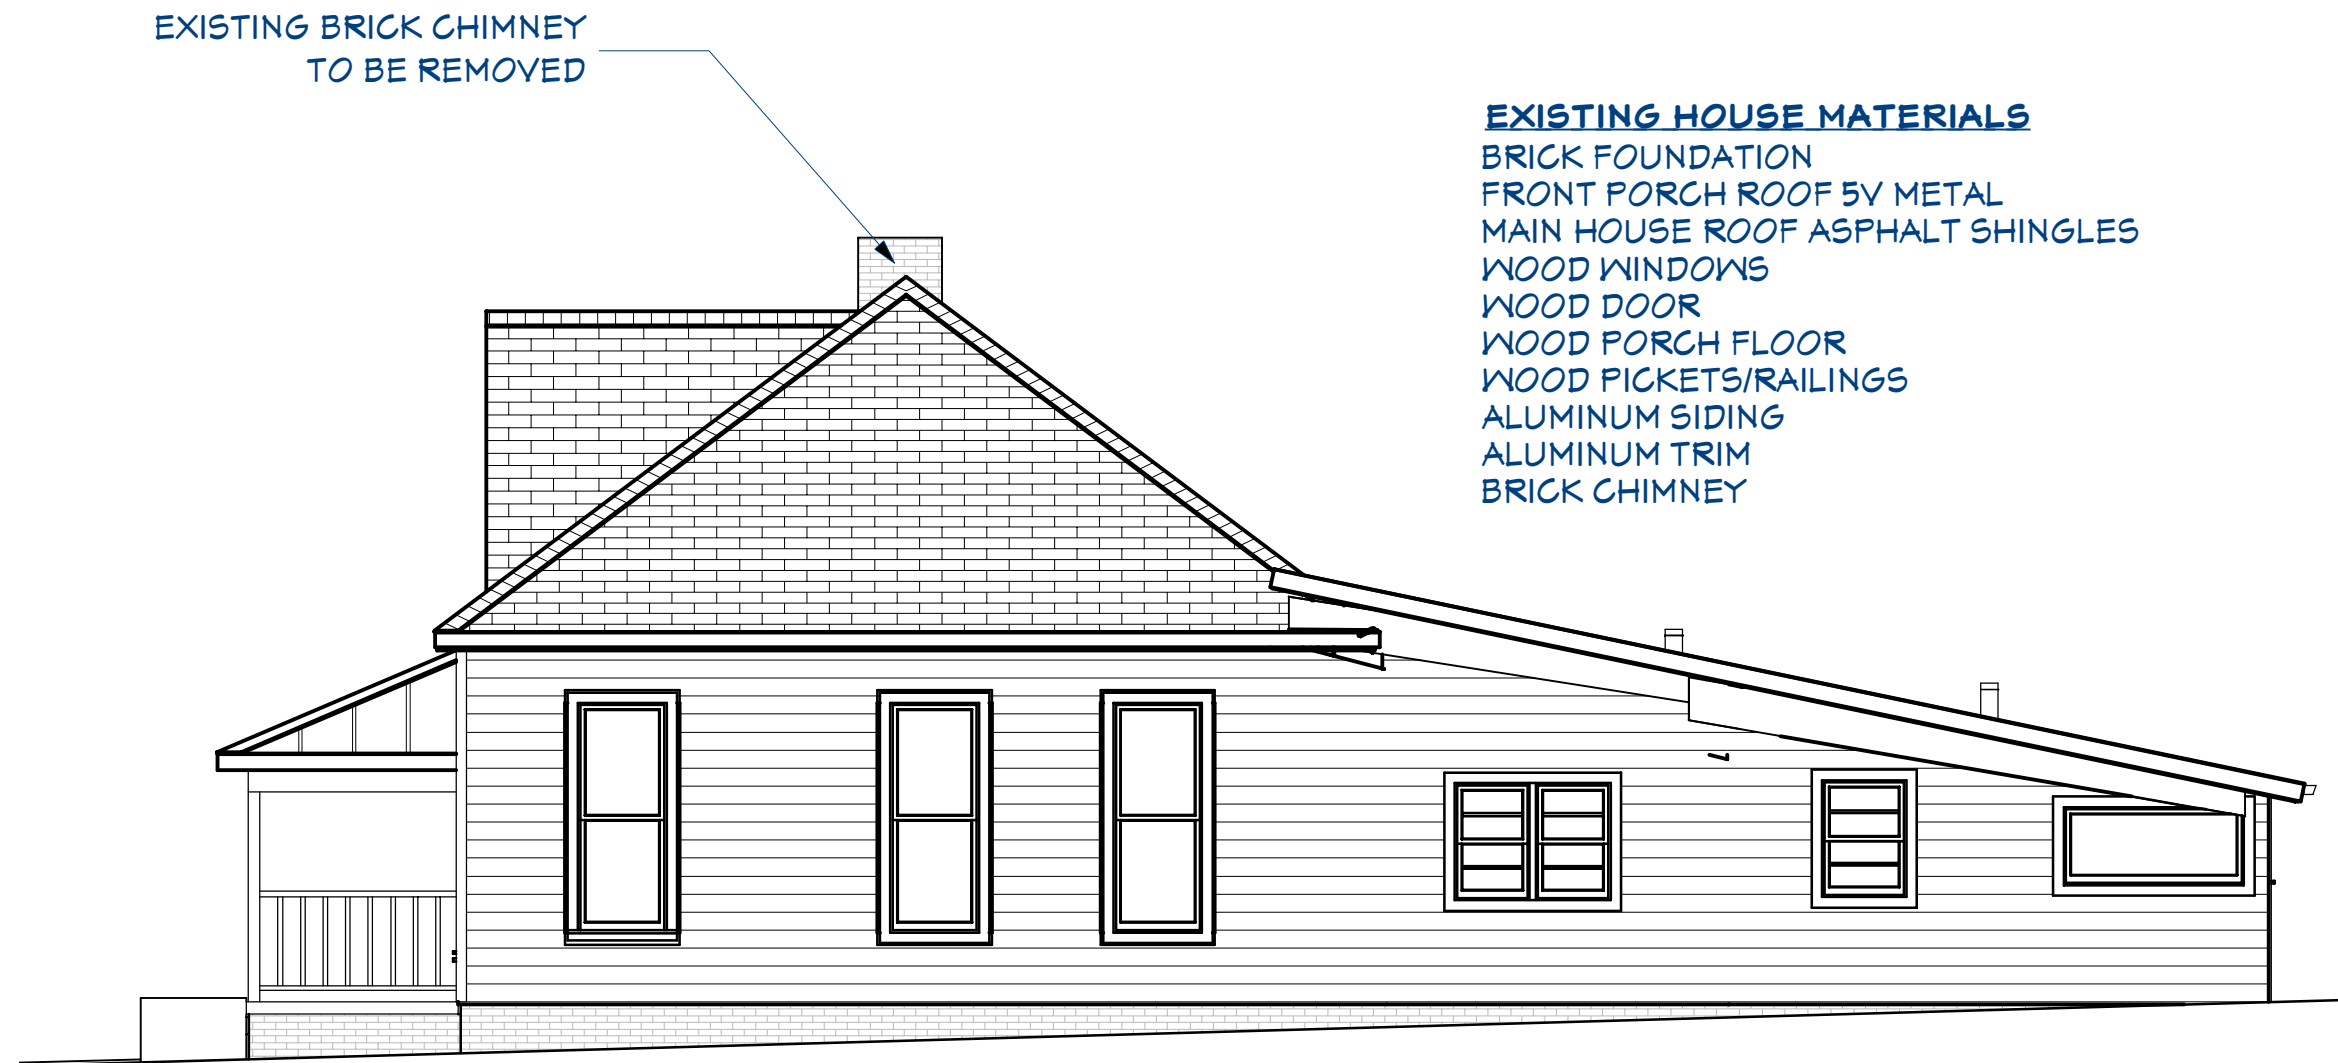 EXISTING BRICK CHIMNEY
TO BE REMOVED
EXISTING HOUSE MATERIALS
BRICK FOUNDATION
FRONT PORCH ROOF 5V METAL
MAIN HOUSE ROOF ASPHALT SHINGLES
WOOD WINDOWS
WOOD DOOR
WOOD PORCH FLOOR
WOOD PICKETS/RAILINGS
ALUMINUM SIDING
ALUMINUM TRIM
BRICK CHIMNEY